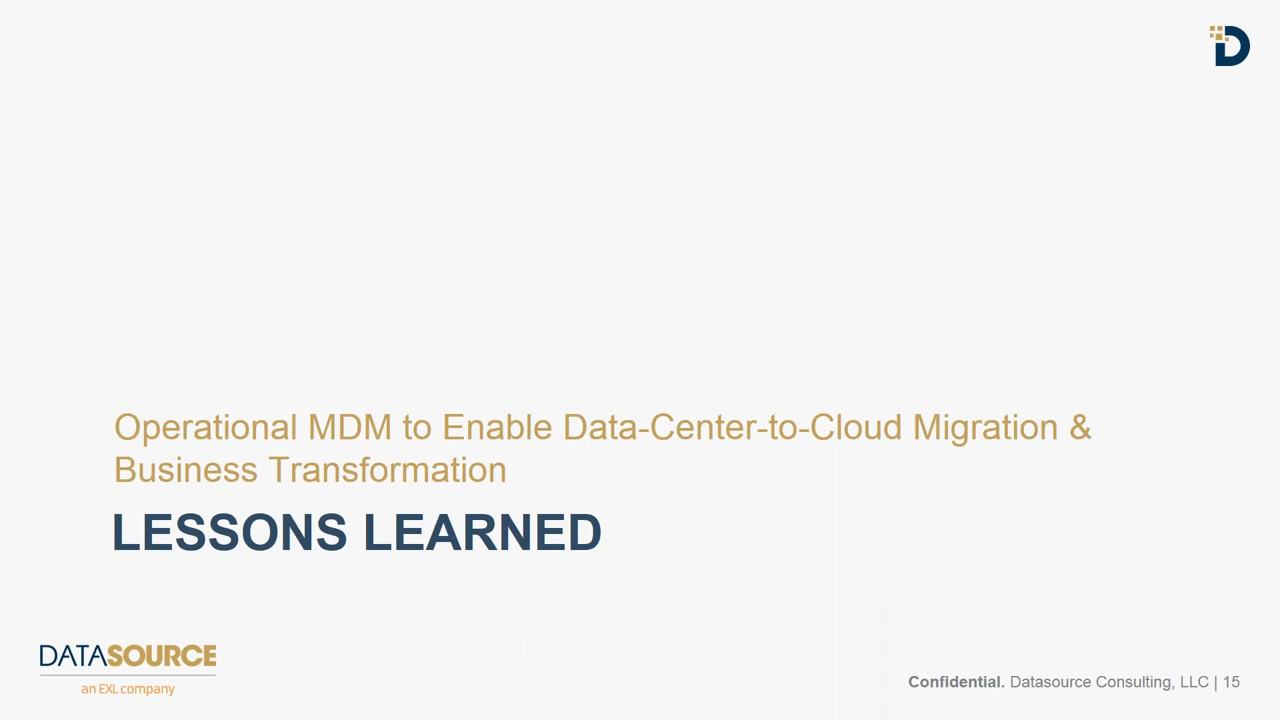 Operational MDM to Enable Data-Center-to-Cloud Migration &
Business Transformation
LESSONS LEARNED
DATASOURCE
an EXL company
Confidential. Datasource Consulting, LLC | 15